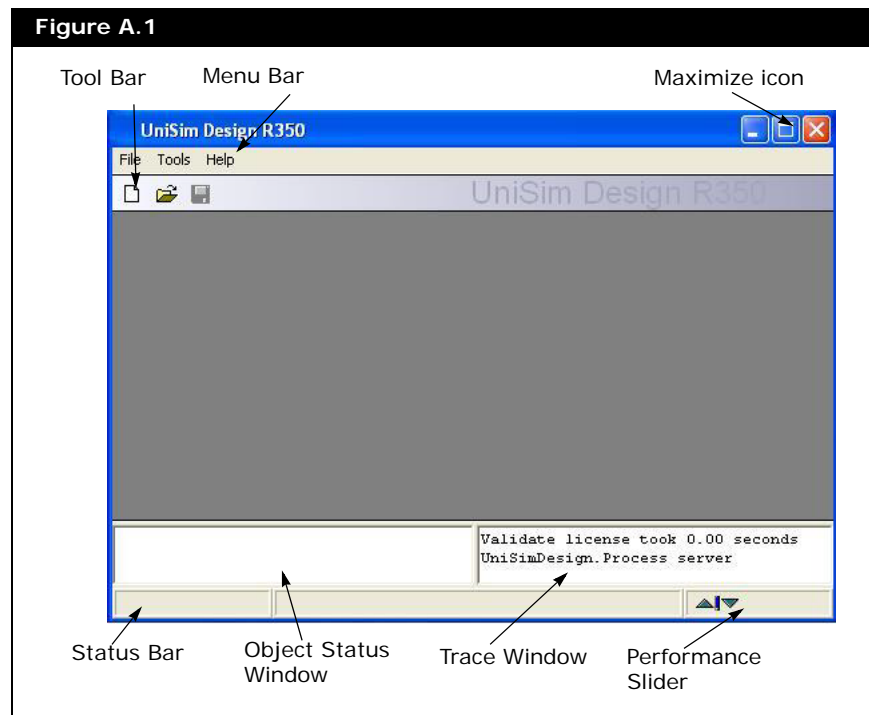 Figure A.1
Tool Bar
Menu Bar
Maximize icon
UniSim Design R350
File Tools Help
UniSim Design R350
Validate license took 0.00 seconds
UniSimDesign.Process server
Status Bar
Object Status
Window
Trace Window
Performance
Slider